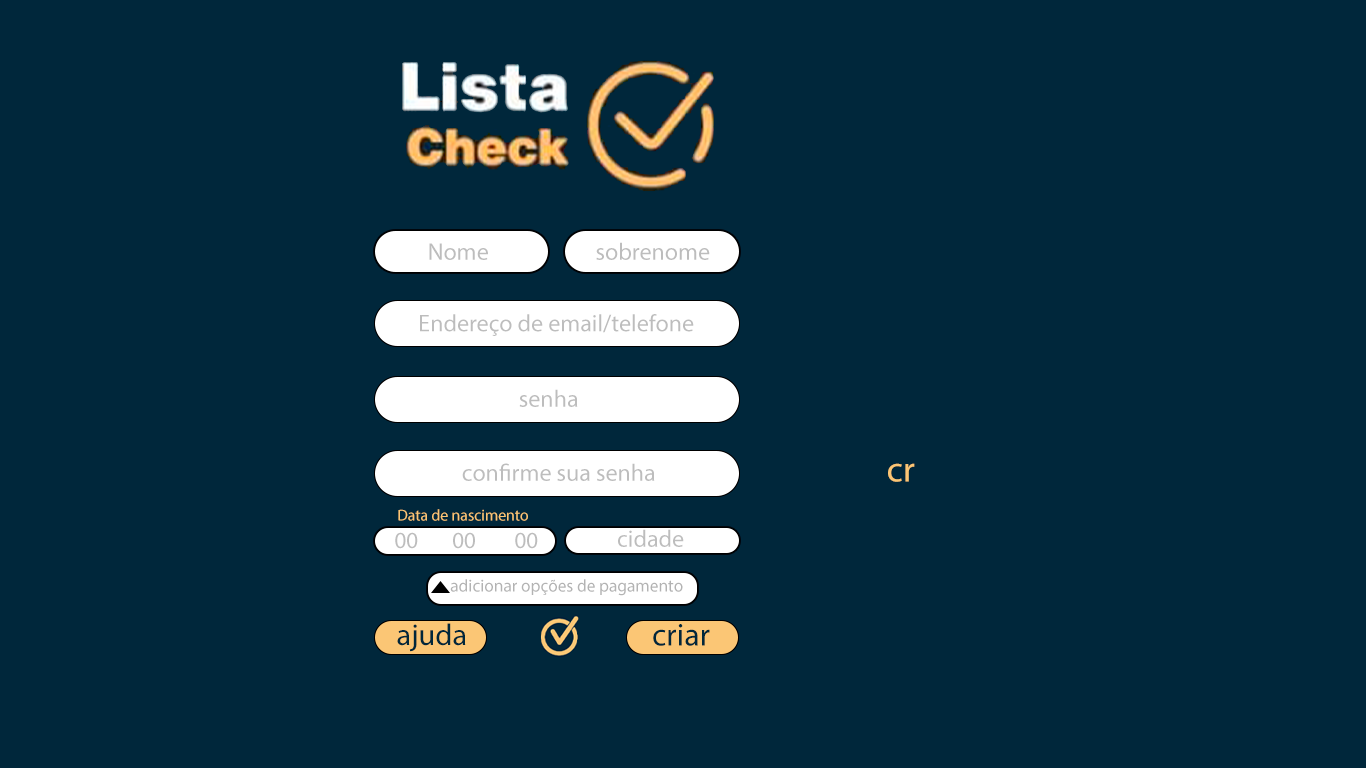 Lista
Check
Nome sobrenome
Endereço de email/telefone
senha
confirme sua senha
cr
Data de nascimento
00 00 00 cidade
adicionar opções de pagamento
ajuda criar